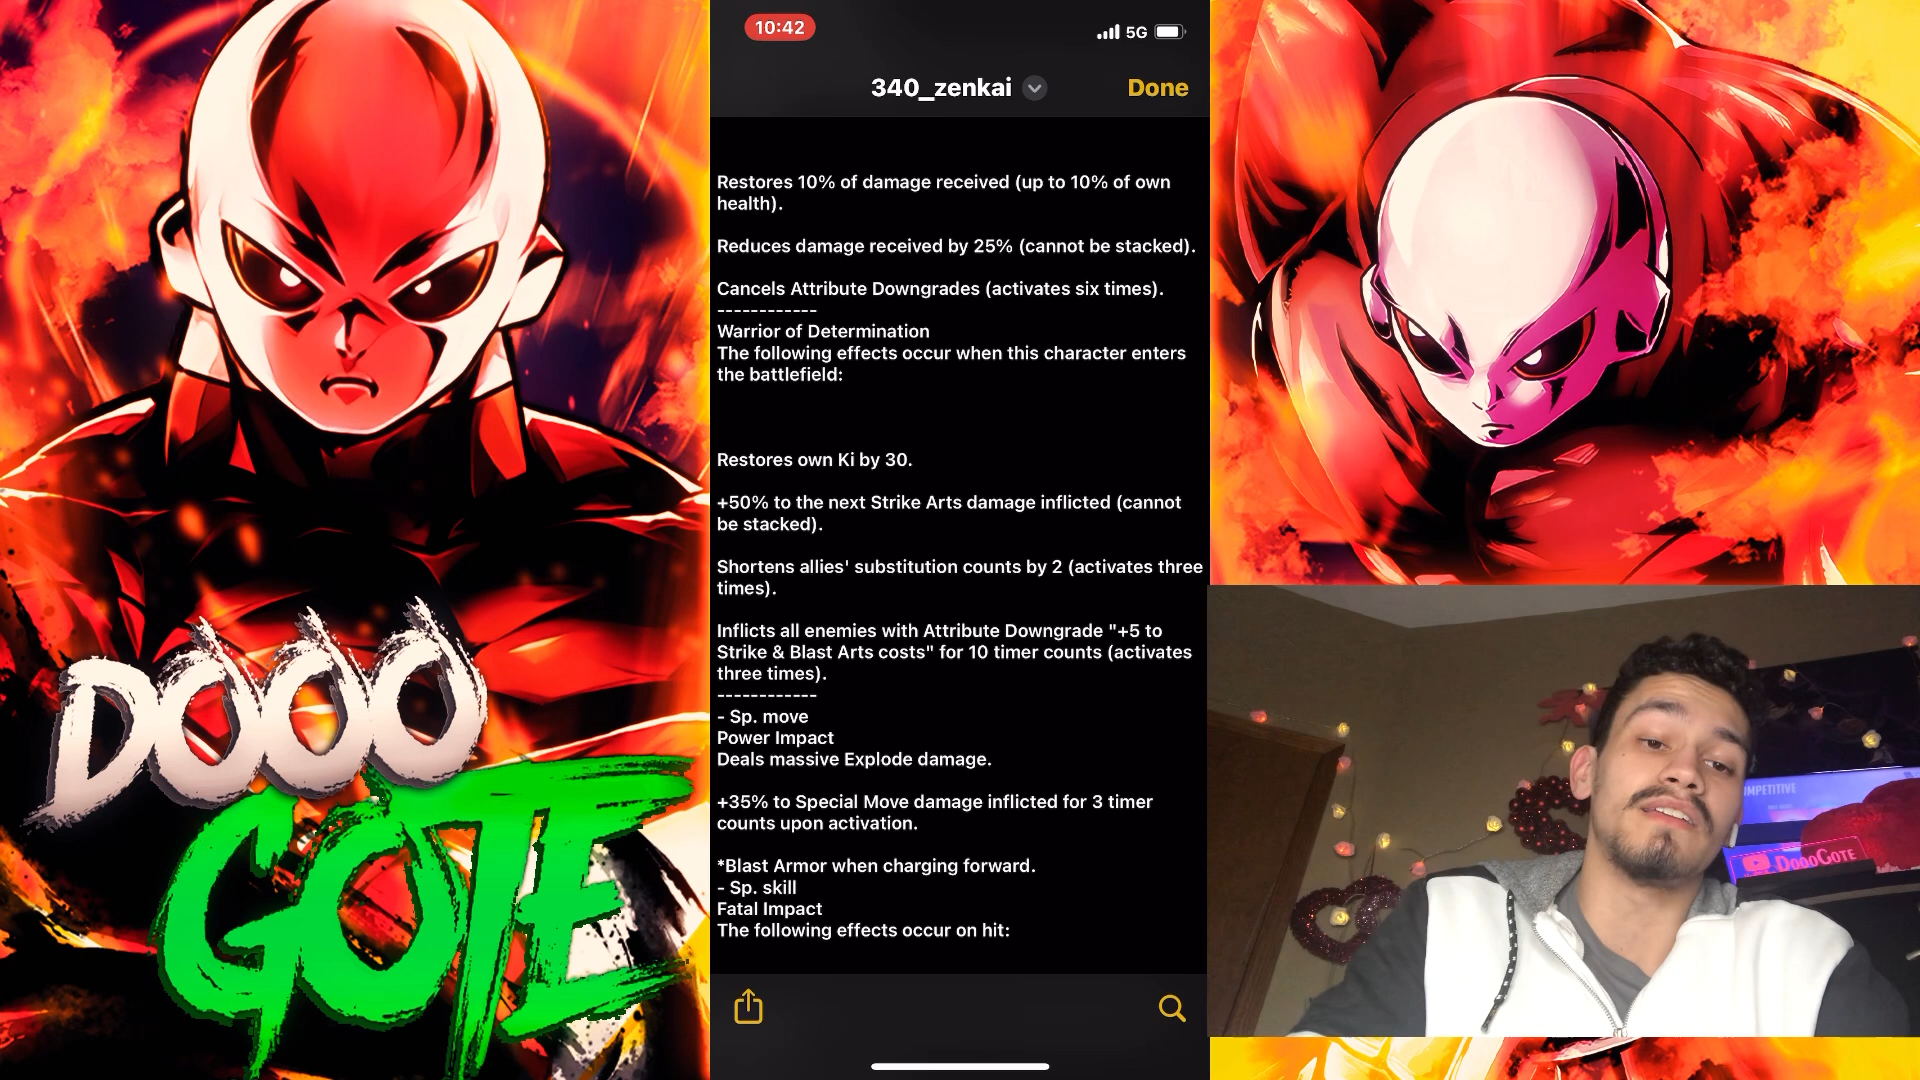 10:42
5G
340_zenkai
Done
Restores 10% of damage received (up to 10% of own
health).
Reduces damage received by 25% (cannot be stacked).
Cancels Attribute Downgrades (activates six times).
------------
Warrior of Determination
The following effects occur when this character enters
the battlefield:
Restores own Ki by 30.
+50% to the next Strike Arts damage inflicted (cannot
be stacked).
Shortens allies' substitution counts by 2 (activates three
times).
Inflicts all enemies with Attribute Downgrade "+5 to
Strike & Blast Arts costs" for 10 timer counts (activates
three times).
------------
- Sp. move
Power Impact
Deals massive Explode damage.
+35% to Special Move damage inflicted for 3 timer
counts upon activation.
*Blast Armor when charging forward.
- Sp. skill
Fatal Impact
The following effects occur on hit:
DOOO
GOTE
DOOOGOTE